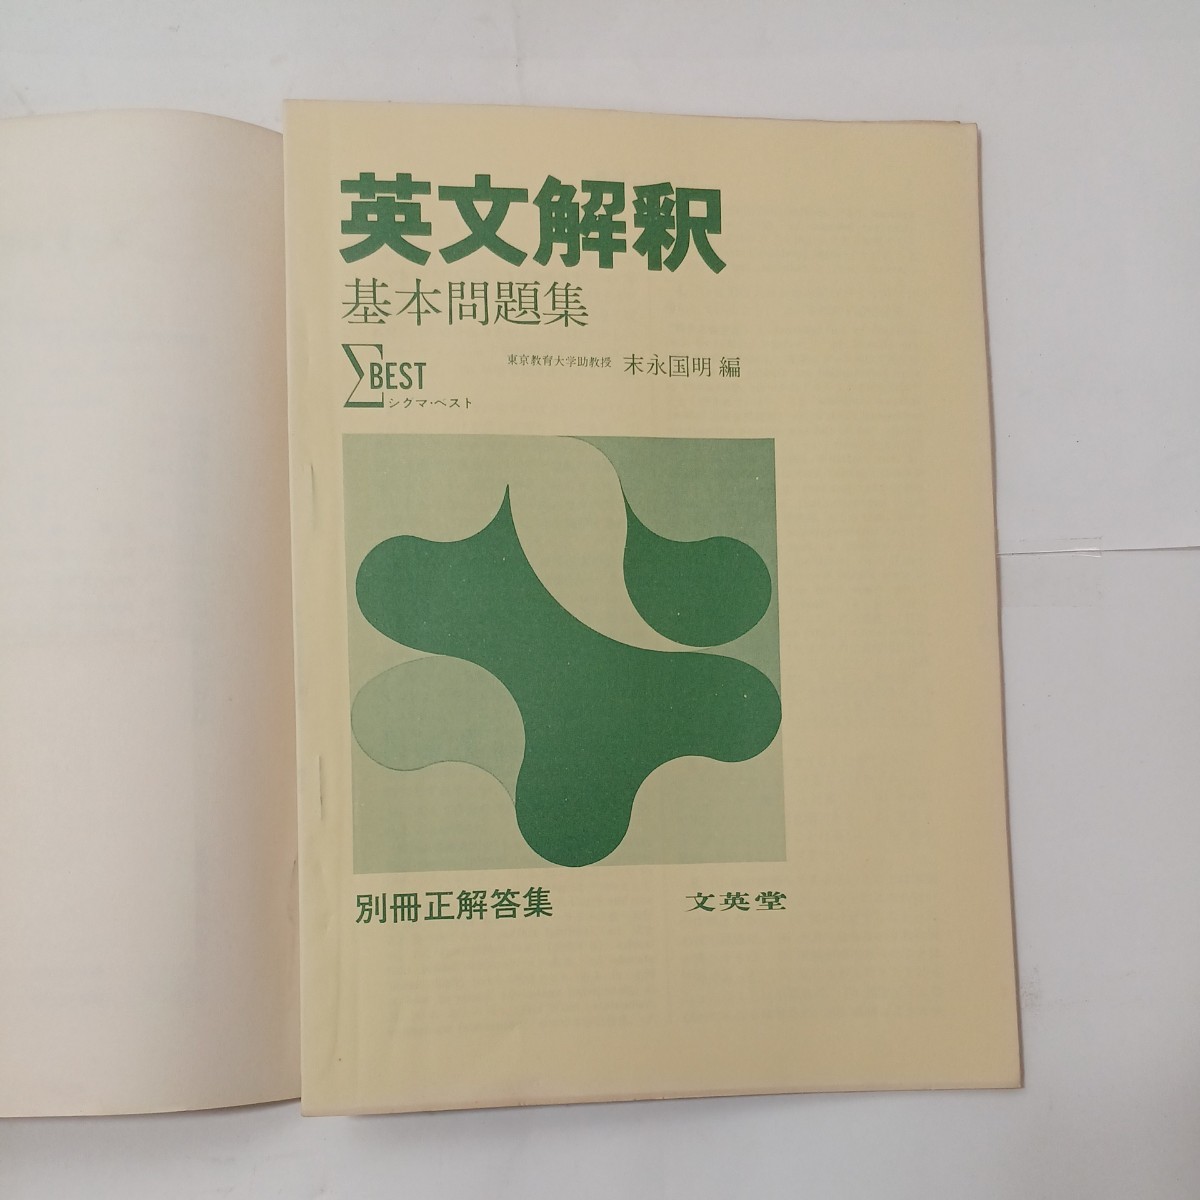 英文解釈
基本問題集
ΣBEST
シグマ・ベスト
東京教育大学助教授 末永国明 編
別冊正解答集
文英堂